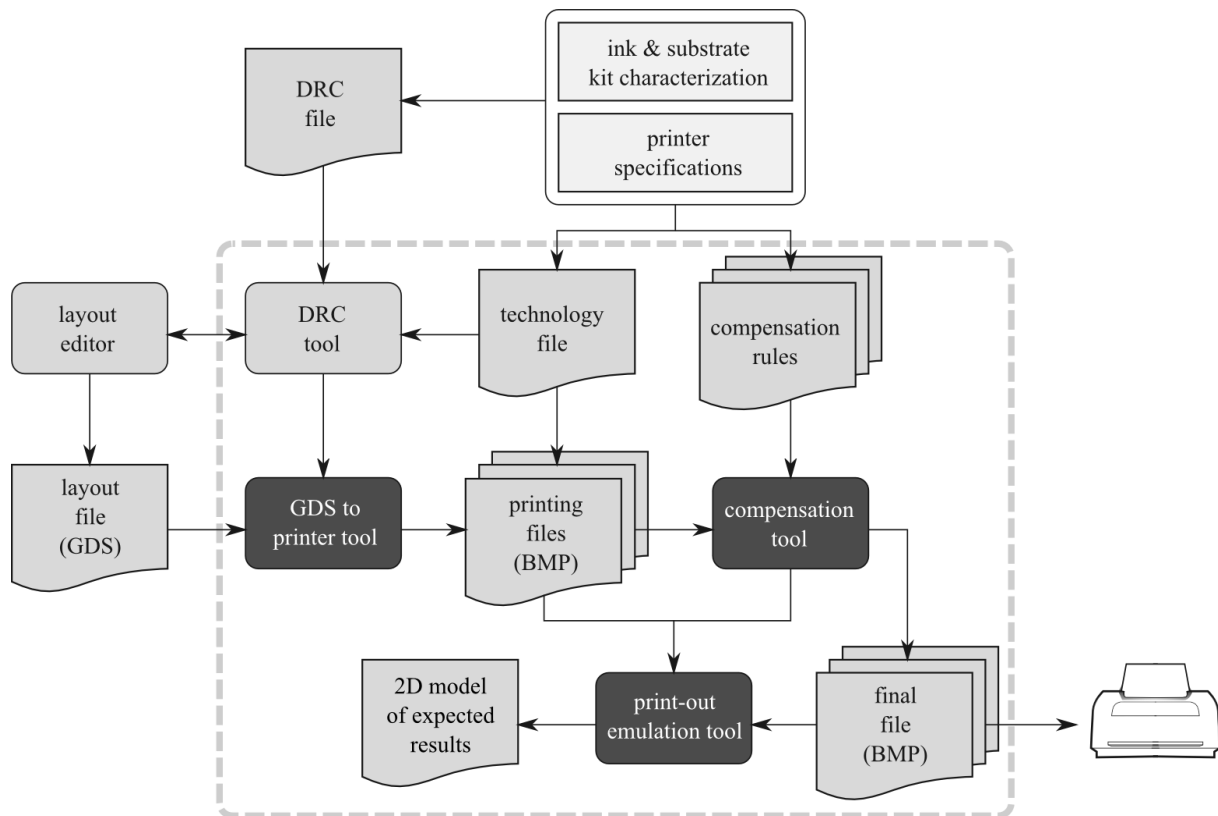 ink & substrate
kit characterization
DRC
file
printer
specifications
layout
editor
DRC
tool
technology
file
compensation
rules
layout
file
(GDS)
GDS to
printer tool
printing
files
(BMP)
compensation
tool
2D model
of expected
results
print-out
emulation tool
final
file
(BMP)